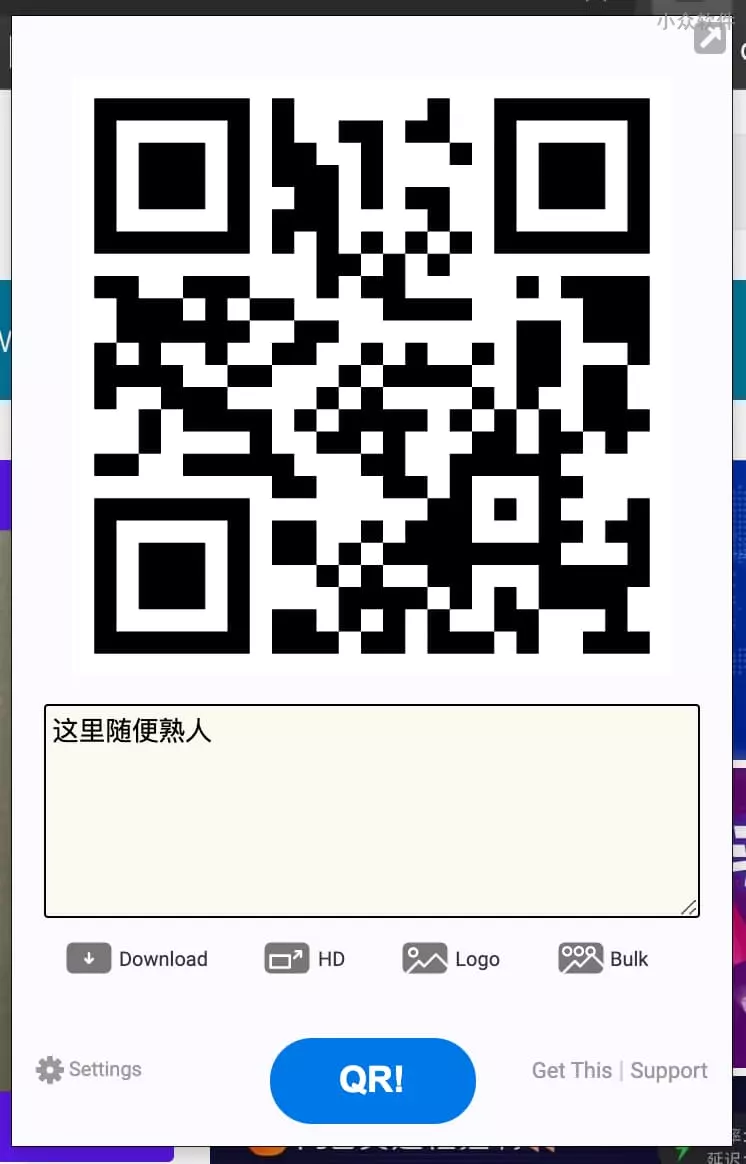 小众软件
这里随便熟人
Download
HD
Logo
Bulk
Settings
QR!
Get This | Support